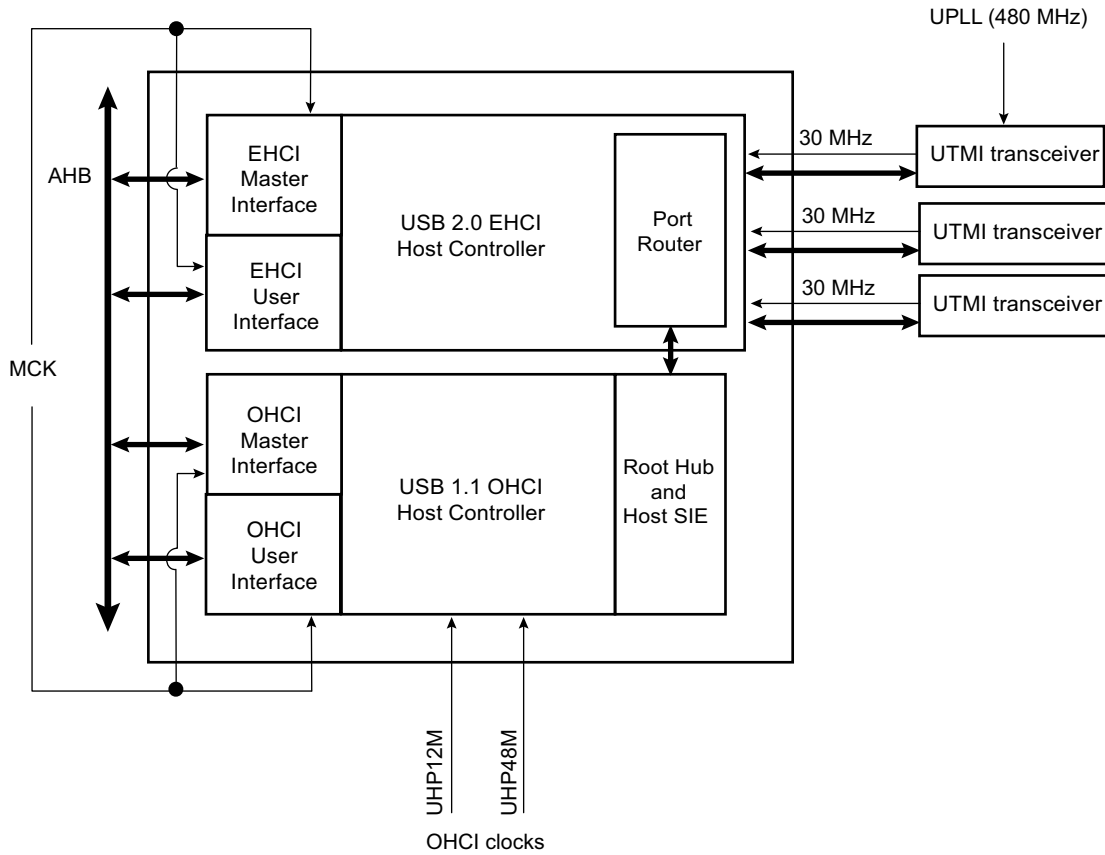 UPLL (480 MHz)
AHB
EHCI
Master
Interface
USB 2.0 EHCI
Host Controller
Port
Router
30 MHz
UTMI transceiver
30 MHz
UTMI transceiver
EHCI
User
Interface
30 MHz
UTMI transceiver
MCK
OHCI
Master
Interface
USB 1.1 OHCI
Host Controller
Root Hub
and
Host SIE
OHCI
User
Interface
UHP12M
UHP48M
OHCI clocks